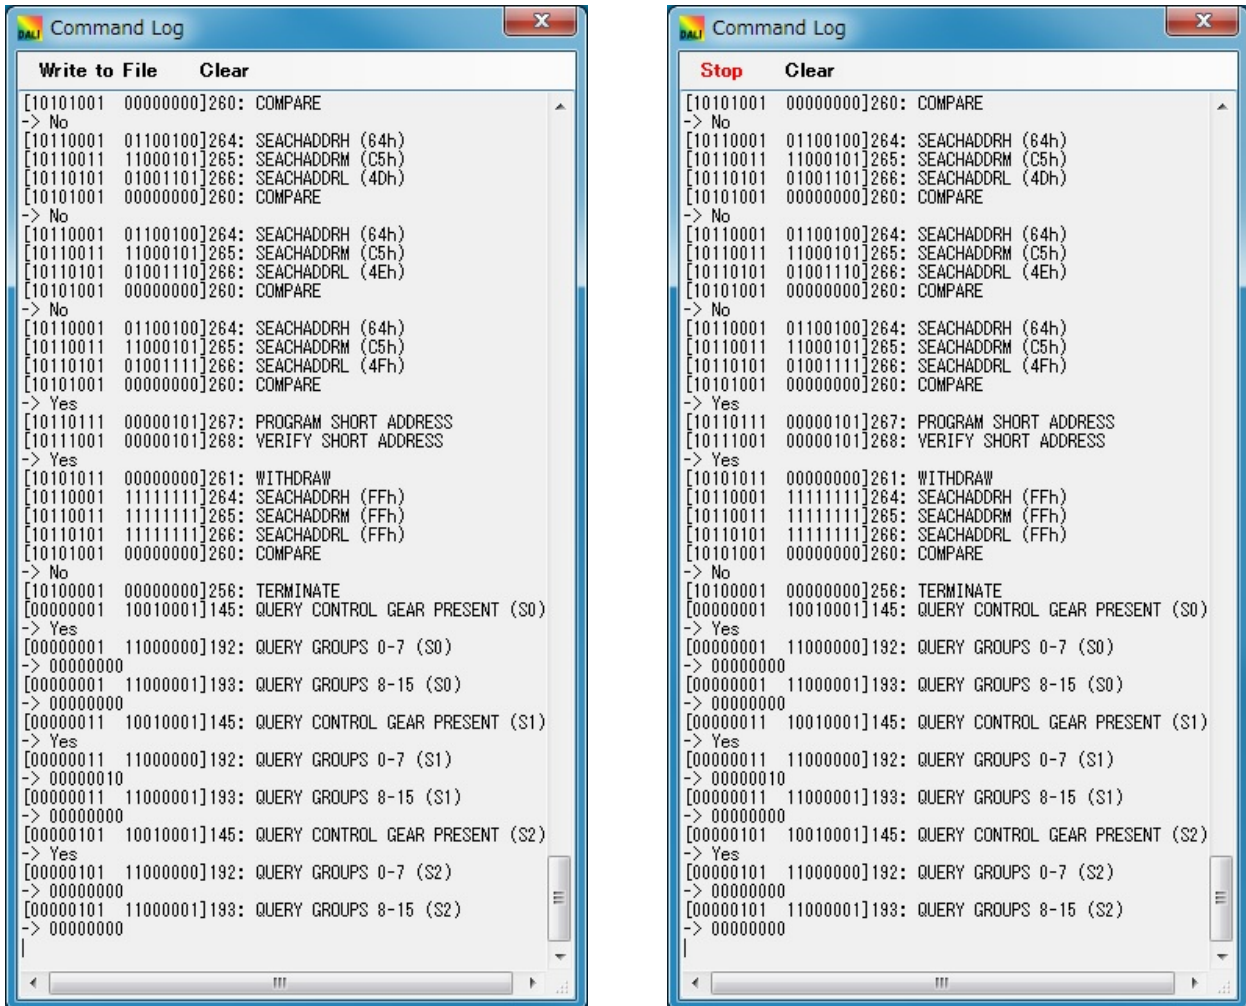 DALI Command Log
Write to File Clear
[10101001 00000000]260: COMPARE
-> No
[10110001 01100100]264: SEACHADDRH (64h)
[10110011 11000101]265: SEACHADDRM (C5h)
[10110101 01001101]266: SEACHADDRL (4Dh)
[10101001 00000000]260: COMPARE
-> No
[10110001 01100100]264: SEACHADDRH (64h)
[10110011 11000101]265: SEACHADDRM (C5h)
[10110101 01001110]266: SEACHADDRL (4Eh)
[10101001 00000000]260: COMPARE
-> No
[10110001 01100100]264: SEACHADDRH (64h)
[10110011 11000101]265: SEACHADDRM (C5h)
[10110101 01001111]266: SEACHADDRL (4Fh)
[10101001 00000000]260: COMPARE
-> Yes
[10110111 00000101]267: PROGRAM SHORT ADDRESS
[10111001 00000101]268: VERIFY SHORT ADDRESS
-> Yes
[10101011 00000000]261: WITHDRAW
[10110001 11111111]264: SEACHADDRH (FFh)
[10110011 11111111]265: SEACHADDRM (FFh)
[10110101 11111111]266: SEACHADDRL (FFh)
[10101001 00000000]260: COMPARE
-> No
[10100001 00000000]256: TERMINATE
[00000001 10010001]145: QUERY CONTROL GEAR PRESENT (S0)
-> Yes
[00000001 11000000]192: QUERY GROUPS 0-7 (S0)
-> 00000000
[00000001 11000001]193: QUERY GROUPS 8-15 (S0)
-> 00000000
[00000011 10010001]145: QUERY CONTROL GEAR PRESENT (S1)
-> Yes
[00000011 11000000]192: QUERY GROUPS 0-7 (S1)
-> 00000010
[00000011 11000001]193: QUERY GROUPS 8-15 (S1)
-> 00000000
[00000101 10010001]145: QUERY CONTROL GEAR PRESENT (S2)
-> Yes
[00000101 11000000]192: QUERY GROUPS 0-7 (S2)
-> 00000000
[00000101 11000001]193: QUERY GROUPS 8-15 (S2)
-> 00000000
DALI Command Log
Stop Clear
[10101001 00000000]260: COMPARE
-> No
[10110001 01100100]264: SEACHADDRH (64h)
[10110011 11000101]265: SEACHADDRM (C5h)
[10110101 01001101]266: SEACHADDRL (4Dh)
[10101001 00000000]260: COMPARE
-> No
[10110001 01100100]264: SEACHADDRH (64h)
[10110011 11000101]265: SEACHADDRM (C5h)
[10110101 01001110]266: SEACHADDRL (4Eh)
[10101001 00000000]260: COMPARE
-> No
[10110001 01100100]264: SEACHADDRH (64h)
[10110011 11000101]265: SEACHADDRM (C5h)
[10110101 01001111]266: SEACHADDRL (4Fh)
[10101001 00000000]260: COMPARE
-> Yes
[10110111 00000101]267: PROGRAM SHORT ADDRESS
[10111001 00000101]268: VERIFY SHORT ADDRESS
-> Yes
[10101011 00000000]261: WITHDRAW
[10110001 11111111]264: SEACHADDRH (FFh)
[10110011 11111111]265: SEACHADDRM (FFh)
[10110101 11111111]266: SEACHADDRL (FFh)
[10101001 00000000]260: COMPARE
-> No
[10100001 00000000]256: TERMINATE
[00000001 10010001]145: QUERY CONTROL GEAR PRESENT (S0)
-> Yes
[00000001 11000000]192: QUERY GROUPS 0-7 (S0)
-> 00000000
[00000001 11000001]193: QUERY GROUPS 8-15 (S0)
-> 00000000
[00000011 10010001]145: QUERY CONTROL GEAR PRESENT (S1)
-> Yes
[00000011 11000000]192: QUERY GROUPS 0-7 (S1)
-> 00000010
[00000011 11000001]193: QUERY GROUPS 8-15 (S1)
-> 00000000
[00000101 10010001]145: QUERY CONTROL GEAR PRESENT (S2)
-> Yes
[00000101 11000000]192: QUERY GROUPS 0-7 (S2)
-> 00000000
[00000101 11000001]193: QUERY GROUPS 8-15 (S2)
-> 00000000